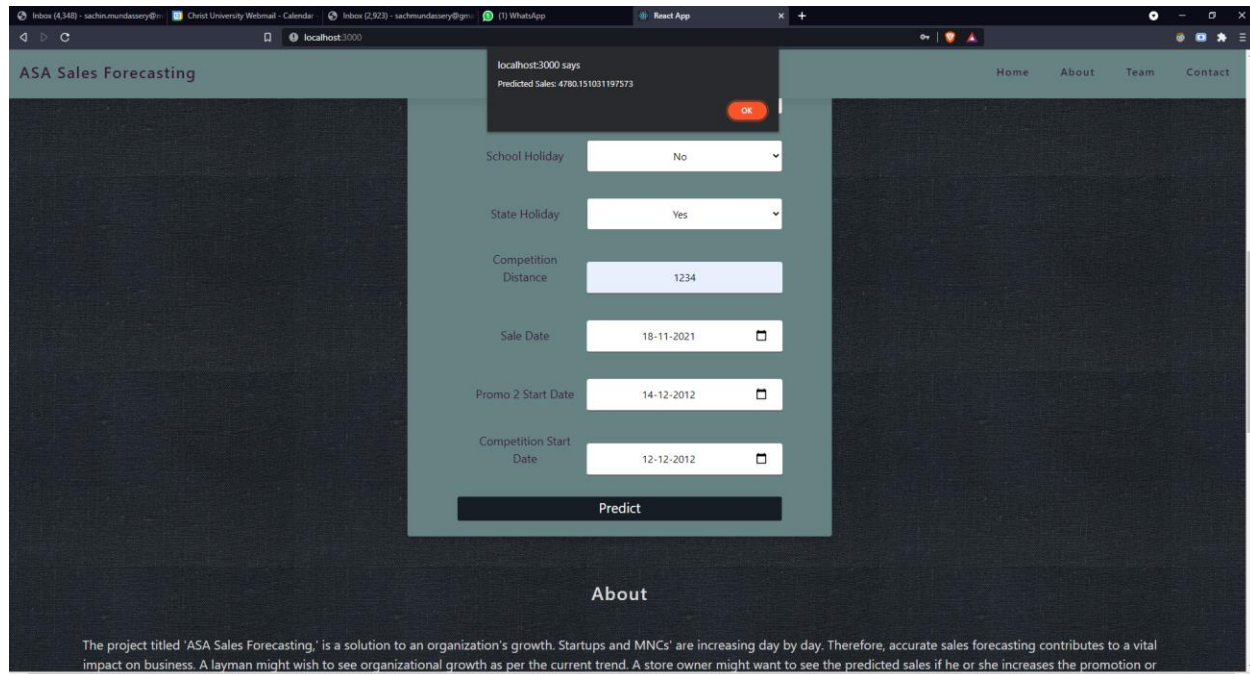 Inbox (4,348) - sachin.mundassery@m
Christ University Webmail - Calendar
Inbox (2,923) - sachmundassery@gm
(1) WhatsApp
React App
localhost:3000
ASA Sales Forecasting
Home About Team Contact
localhost:3000 says
Predicted Sales: 4780.151031197573
OK
School Holiday No
State Holiday Yes
Competition
Distance 1234
Sale Date 18-11-2021
Promo 2 Start Date 14-12-2012
Competition Start
Date 12-12-2012
Predict
About
The project titled 'ASA Sales Forecasting,' is a solution to an organization's growth. Startups and MNCs' are increasing day by day. Therefore, accurate sales forecasting contributes to a vital
impact on business. A layman might wish to see organizational growth as per the current trend. A store owner might want to see the predicted sales if he or she increases the promotion or